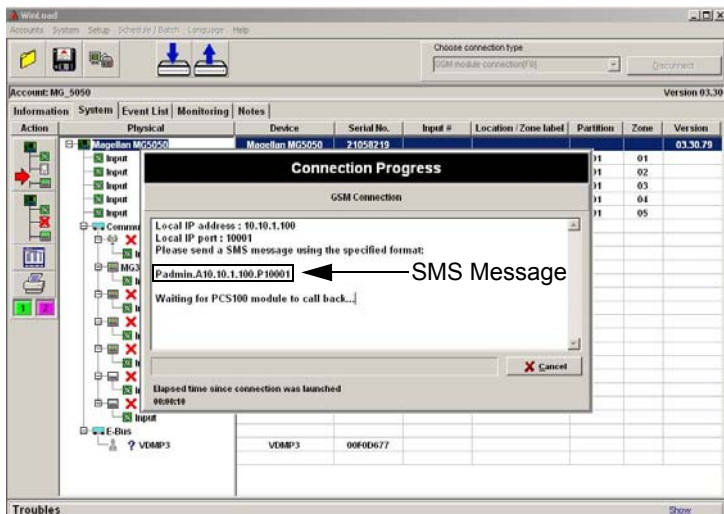 WinLoad
Accounts System Setup Schedule / Batch Language Help
Choose connection type
GSM module connection[F8] Disconnect
Account: MG_5050 Version 03.30
Information System Event List Monitoring Notes
Action Physical Device Serial No. Input # Location / Zone label Partition Zone Version
Magellan MG5050 Magellan MG5050 21058219 03.30.79
Input 01
Input 02
Input 03
Input 04
Input 05
Connection Progress
GSM Connection
Local IP address : 10.10.1.100
Local IP port : 10001
Please send a SMS message using the specified format:
Padmin.A10.10.1.100.P10001 SMS Message
Waiting for PCS100 module to call back...
Cancel
Elapsed time since connection was launched
00:00:10
Input
E-Bus
? VDMP3 VDMP3 00F0D677
1 2
Troubles Show